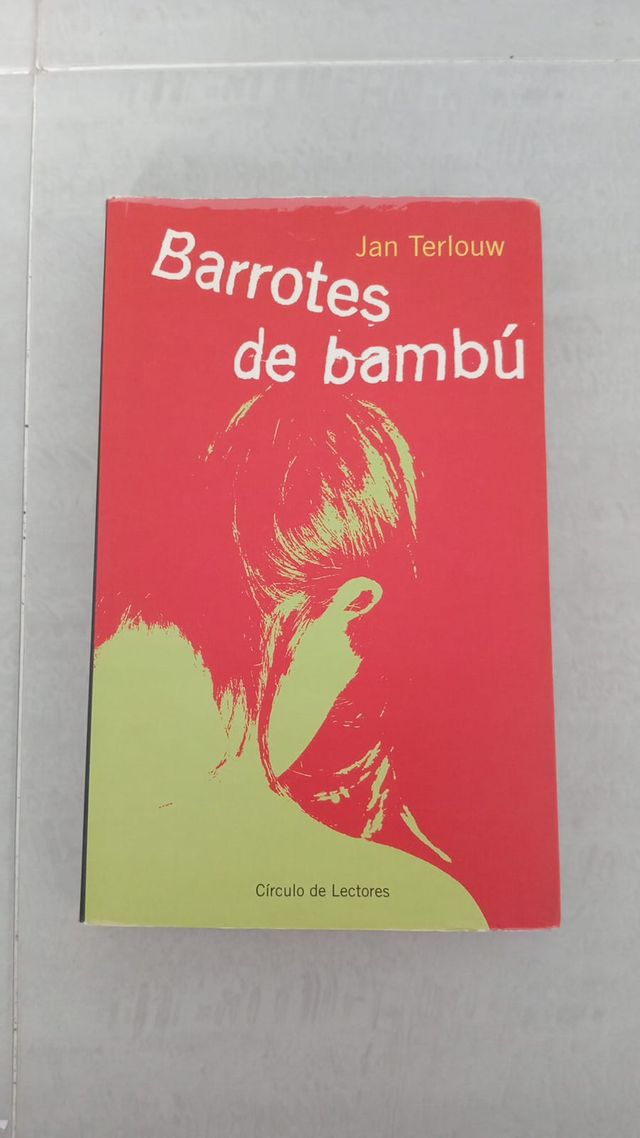 Jan Terlouw
Barrotes
de bambú
Círculo de Lectores